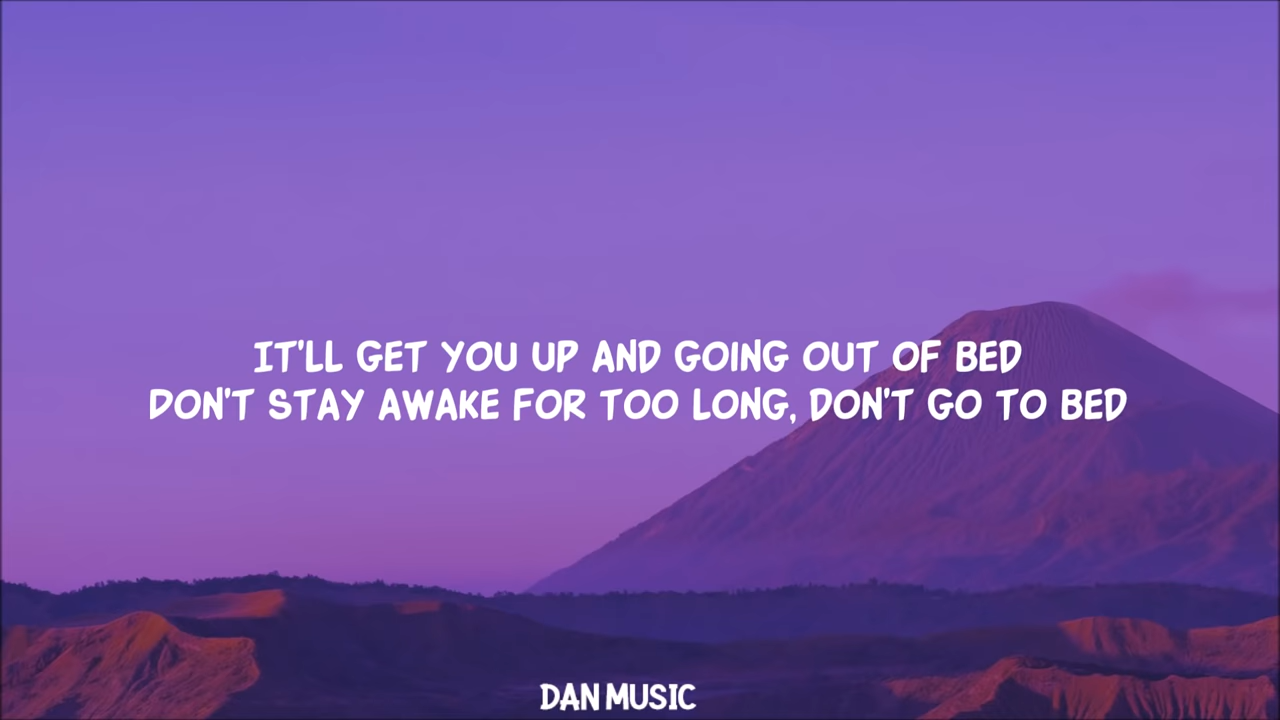 IT'LL GET YOU UP AND GOING OUT OF BED
DON'T STAY AWAKE FOR TOO LONG, DON'T GO TO BED
DAN MUSIC